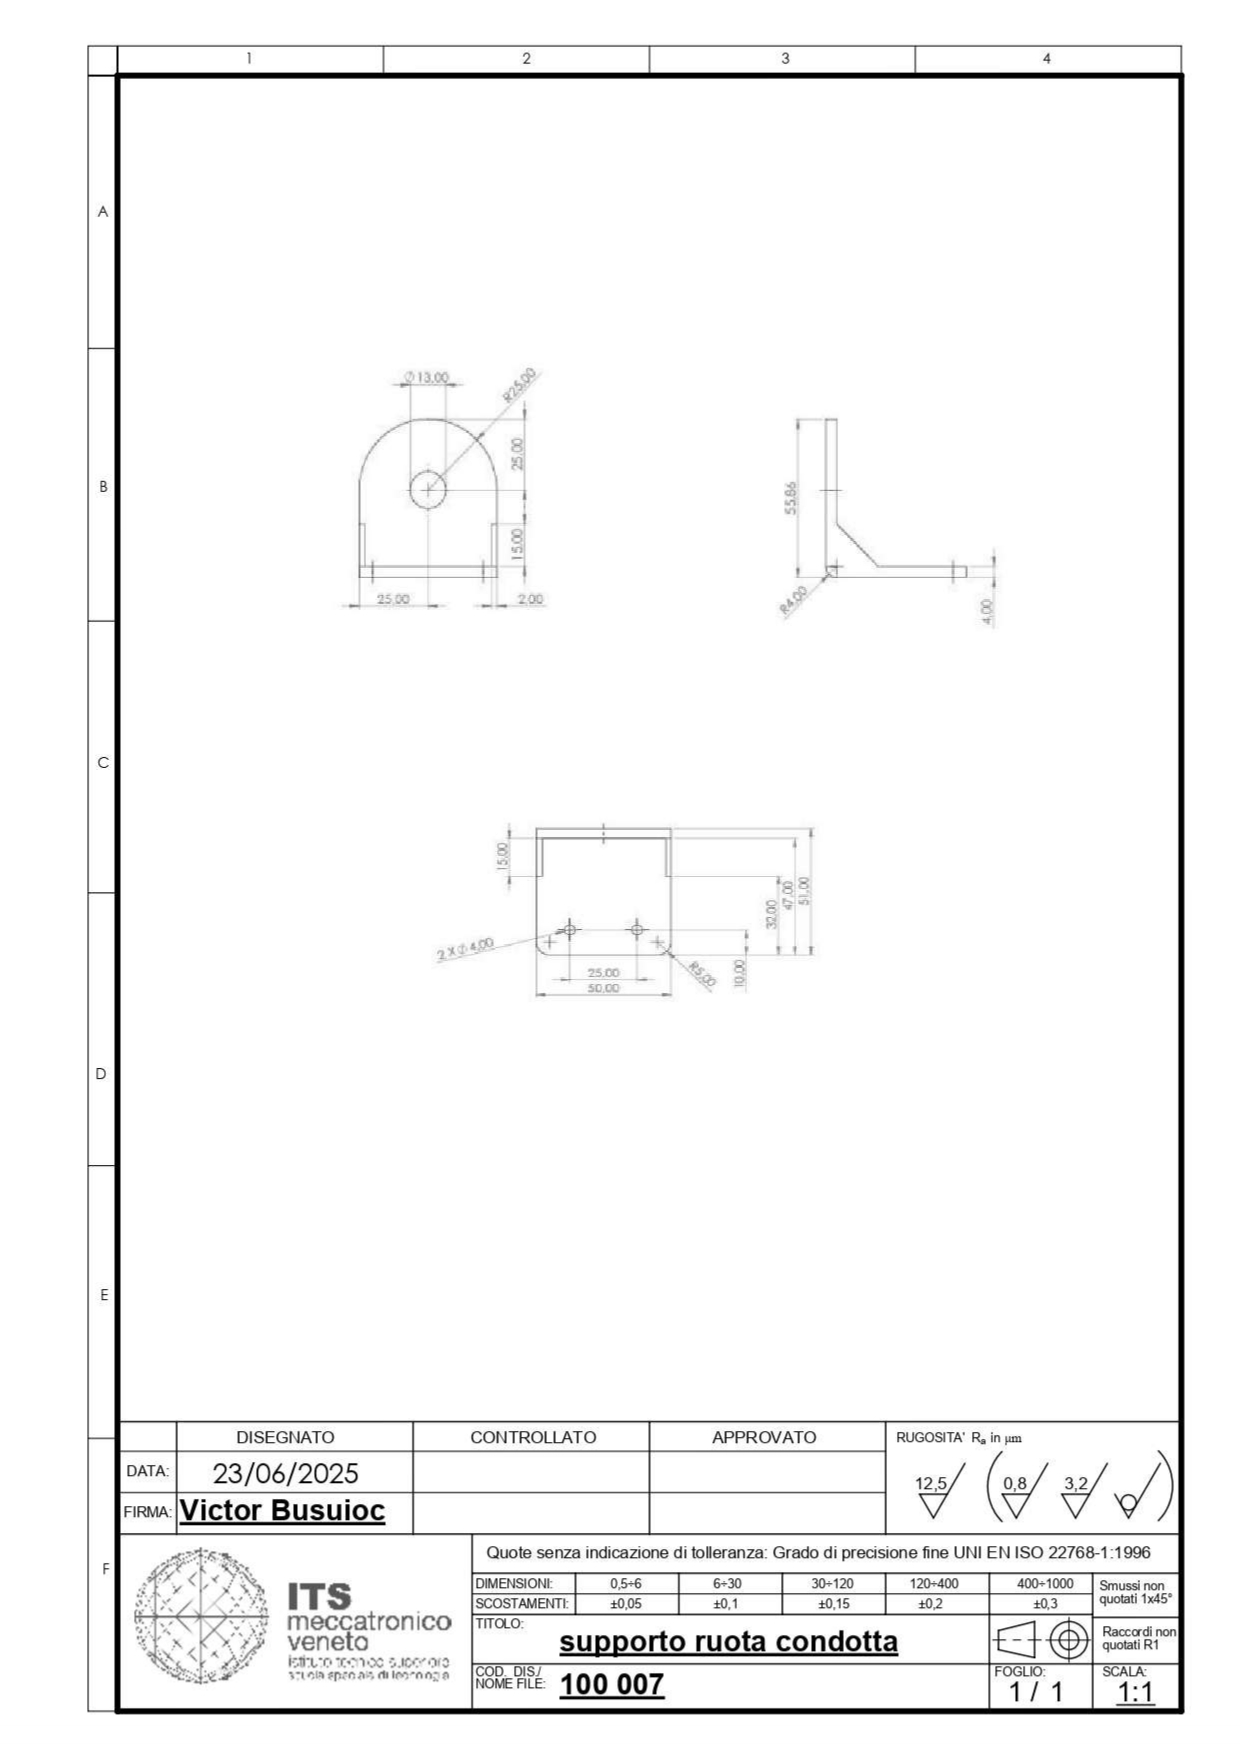 1 2 3 4
A
B
C
D
E
F
∅13,00
R25,00
25,00
15,00
25,00
2,00
55,86
R4,00
4,00
15,00
2 X ∅4,00
25,00
50,00
R5,00
10,00
32,00
47,00
51,00
DISEGNATO CONTROLLATO APPROVATO
RUGOSITA' Ra in μm
DATA: 23/06/2025
12,5 ( 0,8 3,2 )
FIRMA: Victor Busuioc
ITS
meccatronico
veneto
istituto tecnico superiore
Quote senza indicazione di tolleranza: Grado di precisione fine UNI EN ISO 22768-1:1996
DIMENSIONI: 0,5÷6 6÷30 30÷120 120÷400 400÷1000
SCOSTAMENTI: ±0,05 ±0,1 ±0,15 ±0,2 ±0,3
Smussi non
quotati 1x45°
TITOLO:
supporto ruota condotta
Raccordi non
quotati R1
COD. DIS./
NOME FILE: 100 007
FOGLIO:
1 / 1
SCALA:
1:1